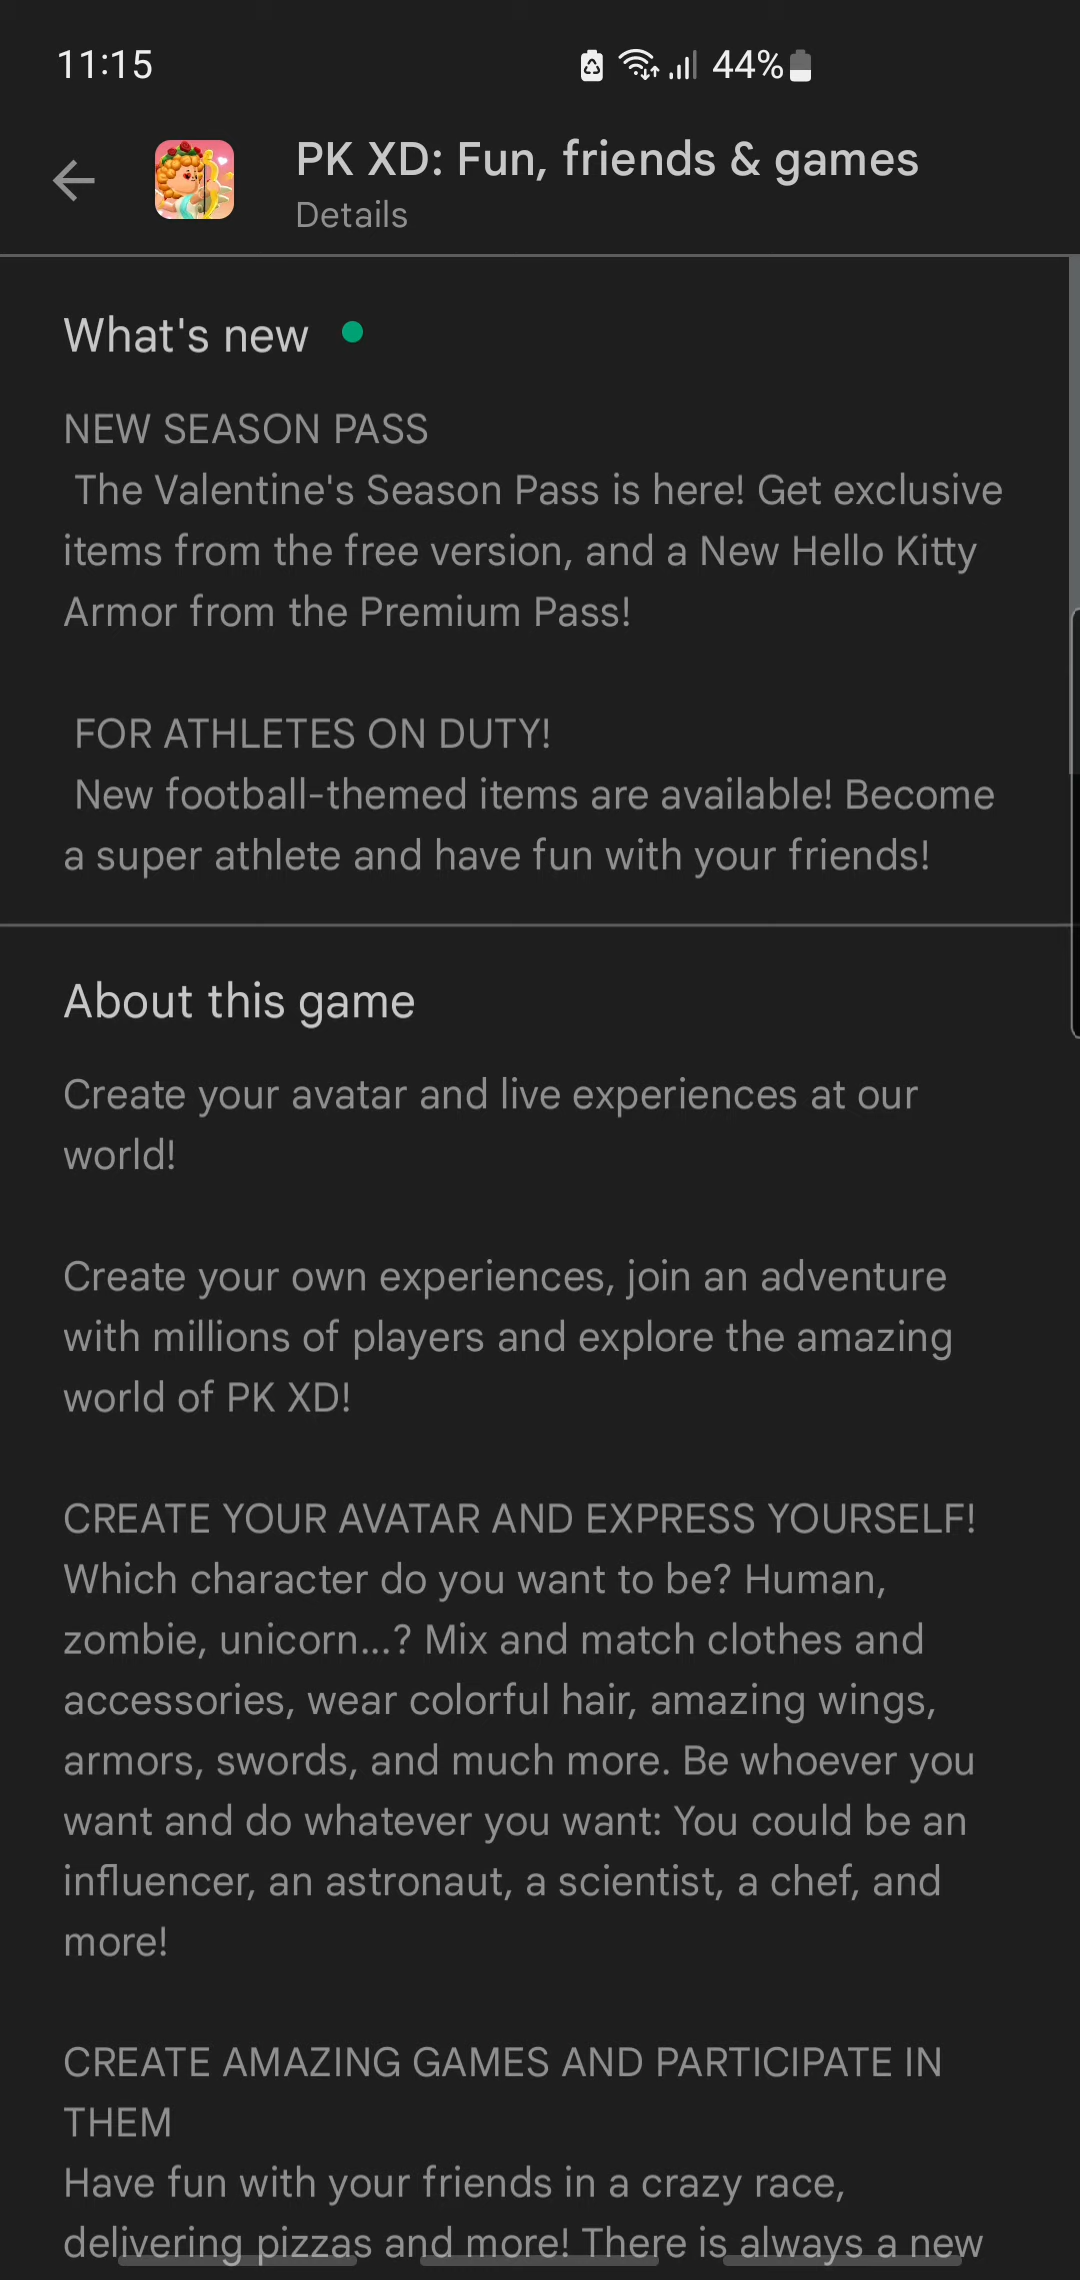 11:15
44%
PK XD: Fun, friends & games
Details
What's new
NEW SEASON PASS
The Valentine's Season Pass is here! Get exclusive
items from the free version, and a New Hello Kitty
Armor from the Premium Pass!
FOR ATHLETES ON DUTY!
New football-themed items are available! Become
a super athlete and have fun with your friends!
About this game
Create your avatar and live experiences at our
world!
Create your own experiences, join an adventure
with millions of players and explore the amazing
world of PK XD!
CREATE YOUR AVATAR AND EXPRESS YOURSELF!
Which character do you want to be? Human,
zombie, unicorn...? Mix and match clothes and
accessories, wear colorful hair, amazing wings,
armors, swords, and much more. Be whoever you
want and do whatever you want: You could be an
influencer, an astronaut, a scientist, a chef, and
more!
CREATE AMAZING GAMES AND PARTICIPATE IN
THEM
Have fun with your friends in a crazy race,
delivering pizzas and more! There is always a new